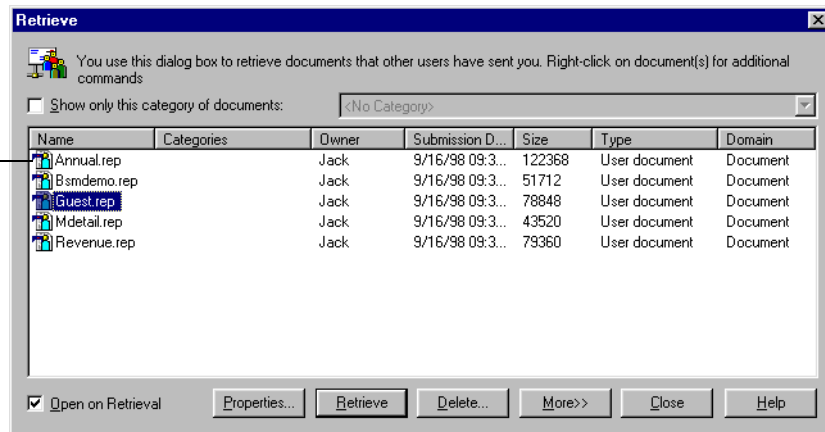 Retrieve
You use this dialog box to retrieve documents that other users have sent you. Right-click on document(s) for additional
commands
Show only this category of documents: <No Category>
Name Categories Owner Submission D... Size Type Domain
Annual.rep Jack 9/16/98 09:3... 122368 User document Document
Bsmdemo.rep Jack 9/16/98 09:3... 51712 User document Document
Guest.rep Jack 9/16/98 09:3... 78848 User document Document
Mdetail.rep Jack 9/16/98 09:3... 43520 User document Document
Revenue.rep Jack 9/16/98 09:3... 79360 User document Document
Open on Retrieval Properties... Retrieve Delete... More>> Close Help